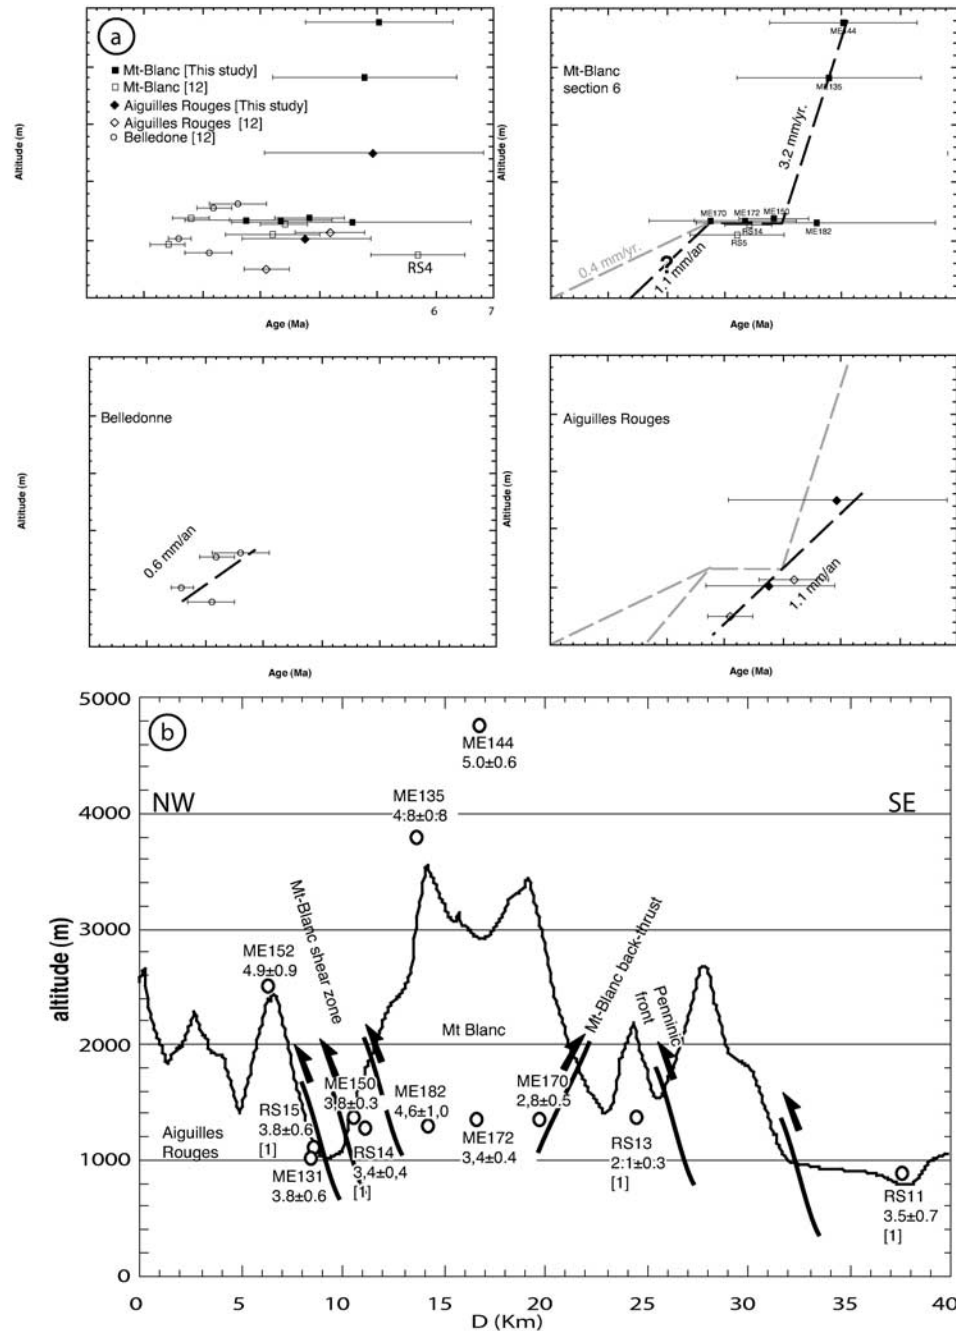 a
Mt-Blanc [This study]
Mt-Blanc [12]
Aiguilles Rouges [This study]
Aiguilles Rouges [12]
Belledone [12]
RS4
Altitude (m)
6
7
Age (Ma)
Mt-Blanc
section 6
ME144
ME135
3.2 mm/yr.
ME170
ME172
ME150
RS14
RS5
ME182
0.4 mm/yr.
?
1.1 mm/an
Altitude (m)
Age (Ma)
Belledonne
0.6 mm/an
Altitude (m)
Age (Ma)
Aiguilles Rouges
1.1 mm/an
Altitude (m)
Age (Ma)
b
5000
4000
3000
2000
1000
0
altitude (m)
NW
SE
ME144
5.0±0.6
ME135
4:8±0:8
ME152
4.9±0.9
Mt-Blanc shear zone
Mt Blanc
Mt-Blanc back-thrust
Penninic
front
Aiguilles
Rouges
RS15
3.8±0.6
[1]
ME131
3.8±0.6
ME150
3,8±0.3
RS14
3,4±0,4
[1]
ME182
4,6±1,0
ME172
3,4±0.4
ME170
2,8±0.5
RS13
2:1±0.3
[1]
RS11
3.5±0.7
[1]
0
5
10
15
20
25
30
35
40
D (Km)